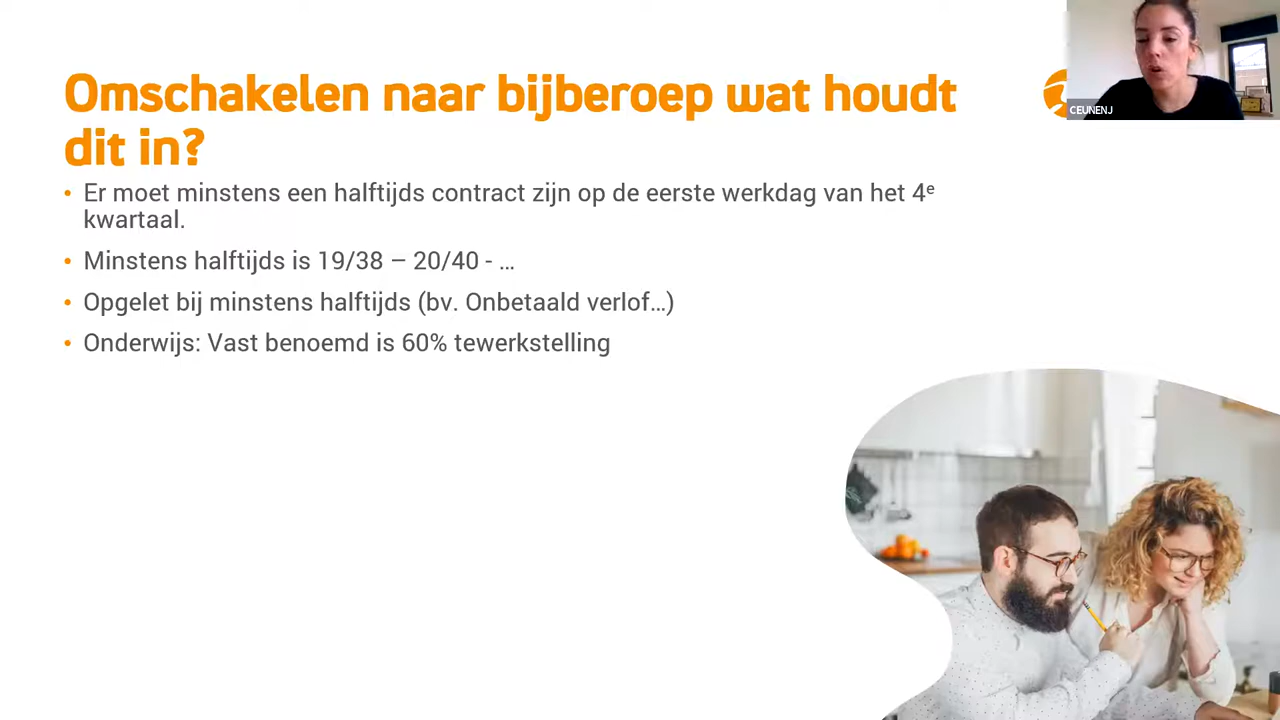 Omschakelen naar bijberoep wat houdt
dit in?
CEUNENJ
• Er moet minstens een halftijds contract zijn op de eerste werkdag van het 4ᵉ
kwartaal.
• Minstens halftijds is 19/38 – 20/40 - …
• Opgelet bij minstens halftijds (bv. Onbetaald verlof…)
• Onderwijs: Vast benoemd is 60% tewerkstelling